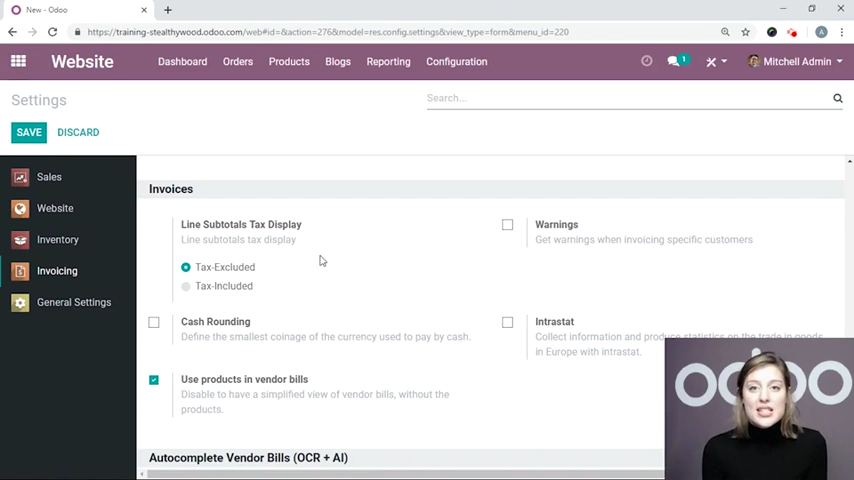 New - Odoo
https://training-stealthywood.odoo.com/web#id=&action=276&model=res.config.settings&view_type=form&menu_id=220
A
Website
Dashboard
Orders
Products
Blogs
Reporting
Configuration
1
Mitchell Admin
Settings
Search...
SAVE
DISCARD
Sales
Website
Inventory
Invoicing
General Settings
Invoices
Line Subtotals Tax Display
Line subtotals tax display
Tax-Excluded
Tax-Included
Warnings
Get warnings when invoicing specific customers
Cash Rounding
Define the smallest coinage of the currency used to pay by cash.
Intrastat
Collect information and produce statistics on the trade in goods
in Europe with intrastat.
Use products in vendor bills
Disable to have a simplified view of vendor bills, without the
products.
Autocomplete Vendor Bills (OCR + AI)
odoo